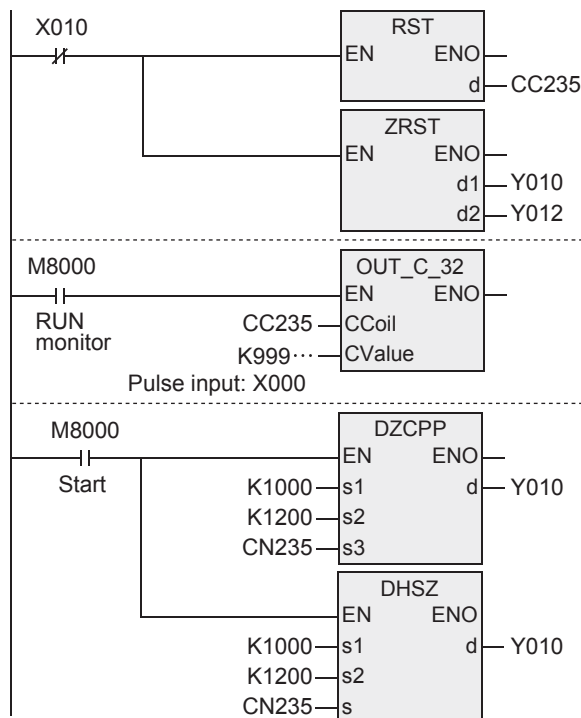 X010
RST
EN ENO
d CC235
ZRST
EN ENO
d1 Y010
d2 Y012
M8000
OUT_C_32
EN ENO
RUN
monitor
CC235 CCoil
K999··· CValue
Pulse input: X000
M8000
DZCPP
EN ENO
Start
K1000 s1 d Y010
K1200 s2
CN235 s3
DHSZ
EN ENO
K1000 s1 d Y010
K1200 s2
CN235 s